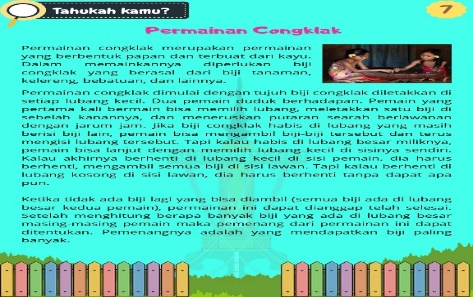 Tahukah kamu?
7
Permainan Congklak
Permainan congklak merupakan permainan
yang berbentuk papan dan terbuat dari kayu.
Dalam memainkannya diperlukan biji
congklak yang berasal dari biji tanaman,
kelereng, bebatuan, dan lainnya.
Permainan congklak dimulai dengan tujuh biji congklak diletakkan di
setiap lubang kecil. Dua pemain duduk berhadapan. Pemain yang
pertama kali bermain bisa memilih lubang, meletakkan satu biji di
sebelah kanannya, dan meneruskan putaran searah berlawanan
dengan jarum jam. Jika biji congklak habis di lubang yang masih
berisi biji lain, pemain bisa mengambil biji-biji tersebut dan terus
mengisi lubang tersebut. Tapi kalau habis di lubang besar miliknya,
pemain bisa lanjut dengan memilih lubang kecil di sisinya sendiri.
Kalau akhirnya berhenti di lubang kecil di sisi pemain, dia harus
berhenti, mengambil semua biji di sisi lawan. Tapi kalau berhenti di
lubang kosong di sisi lawan, dia harus berhenti tanpa dapat apa
pun.
Ketika tidak ada biji lagi yang bisa diambil (semua biji ada di lubang
besar kedua pemain), permainan ini dapat dianggap telah selesai.
Setelah menghitung berapa banyak biji yang ada di lubang besar
masing-masing pemain maka pemenang dari permainan ini dapat
ditentukan. Pemenangnya adalah yang mendapatkan biji paling
banyak.